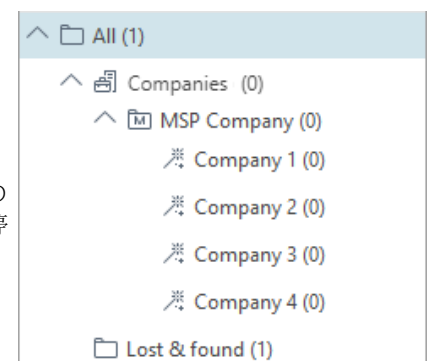 All (1)
Companies (0)
MSP Company (0)
Company 1 (0)
Company 2 (0)
Company 3 (0)
Company 4 (0)
Lost & found (1)